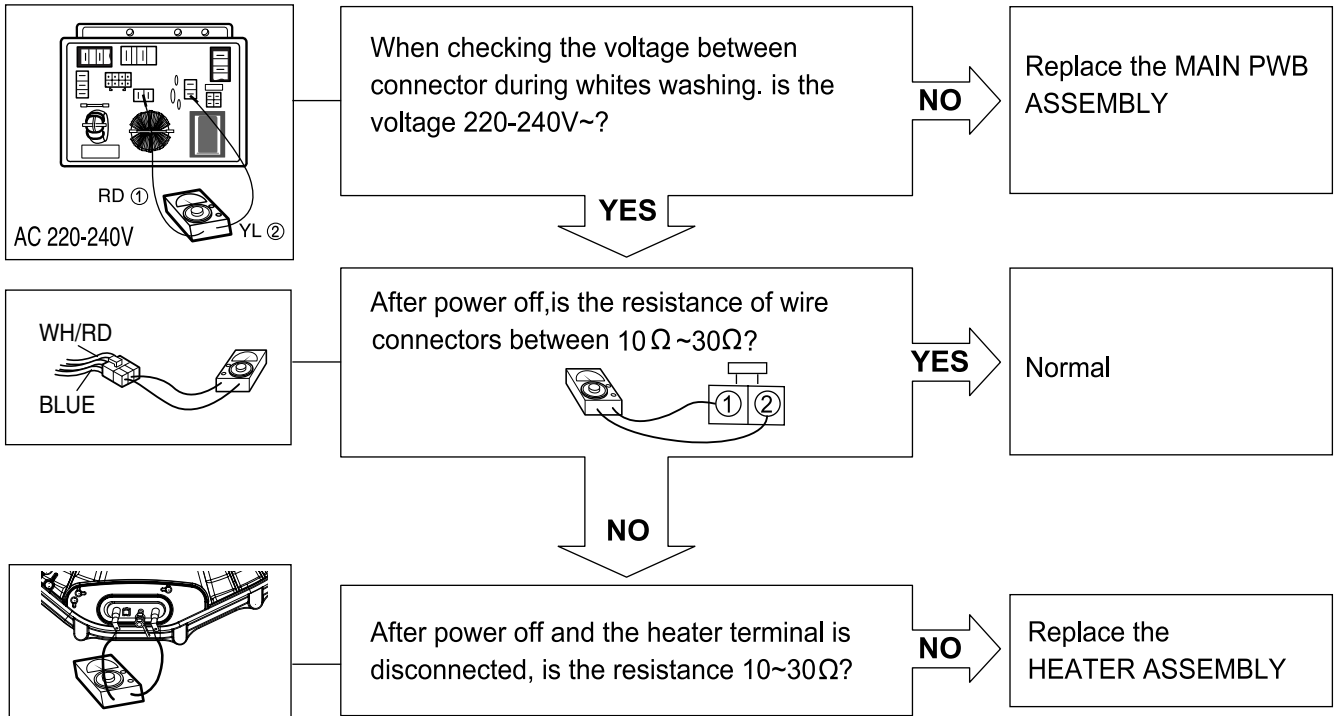 RD ①
YL ②
AC 220-240V
When checking the voltage between
connector during whites washing. is the
voltage 220-240V~?
NO
Replace the MAIN PWB
ASSEMBLY
YES
WH/RD
BLUE
After power off,is the resistance of wire
connectors between 10Ω~30Ω?
① ②
YES
Normal
NO
After power off and the heater terminal is
disconnected, is the resistance 10~30Ω?
NO
Replace the
HEATER ASSEMBLY